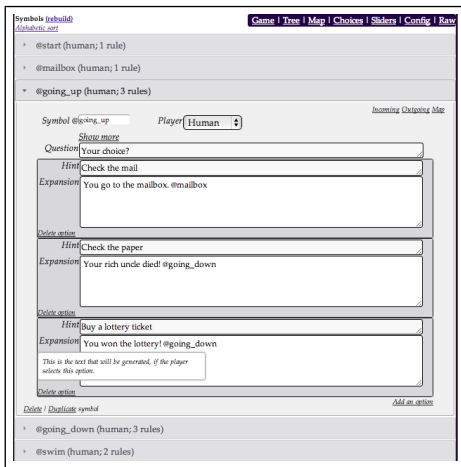 Symbols (rebuild) Game | Tree | Map | Choices | Sliders | Config | Raw
Alphabetic sort
@start (human; 1 rule)
@mailbox (human; 1 rule)
@going_up (human; 3 rules)
Incoming Outgoing Map
Symbol @going_up Player Human
Show more
Question Your choice?
Hint Check the mail
Expansion You go to the mailbox. @mailbox
Delete option
Hint Check the paper
Expansion Your rich uncle died! @going_down
Delete option
Hint Buy a lottery ticket
Expansion You won the lottery! @going_down
This is the text that will be generated, if the player
selects this option.
Delete option
Add an option
Delete / Duplicate symbol
@going_down (human; 3 rules)
@swim (human; 2 rules)